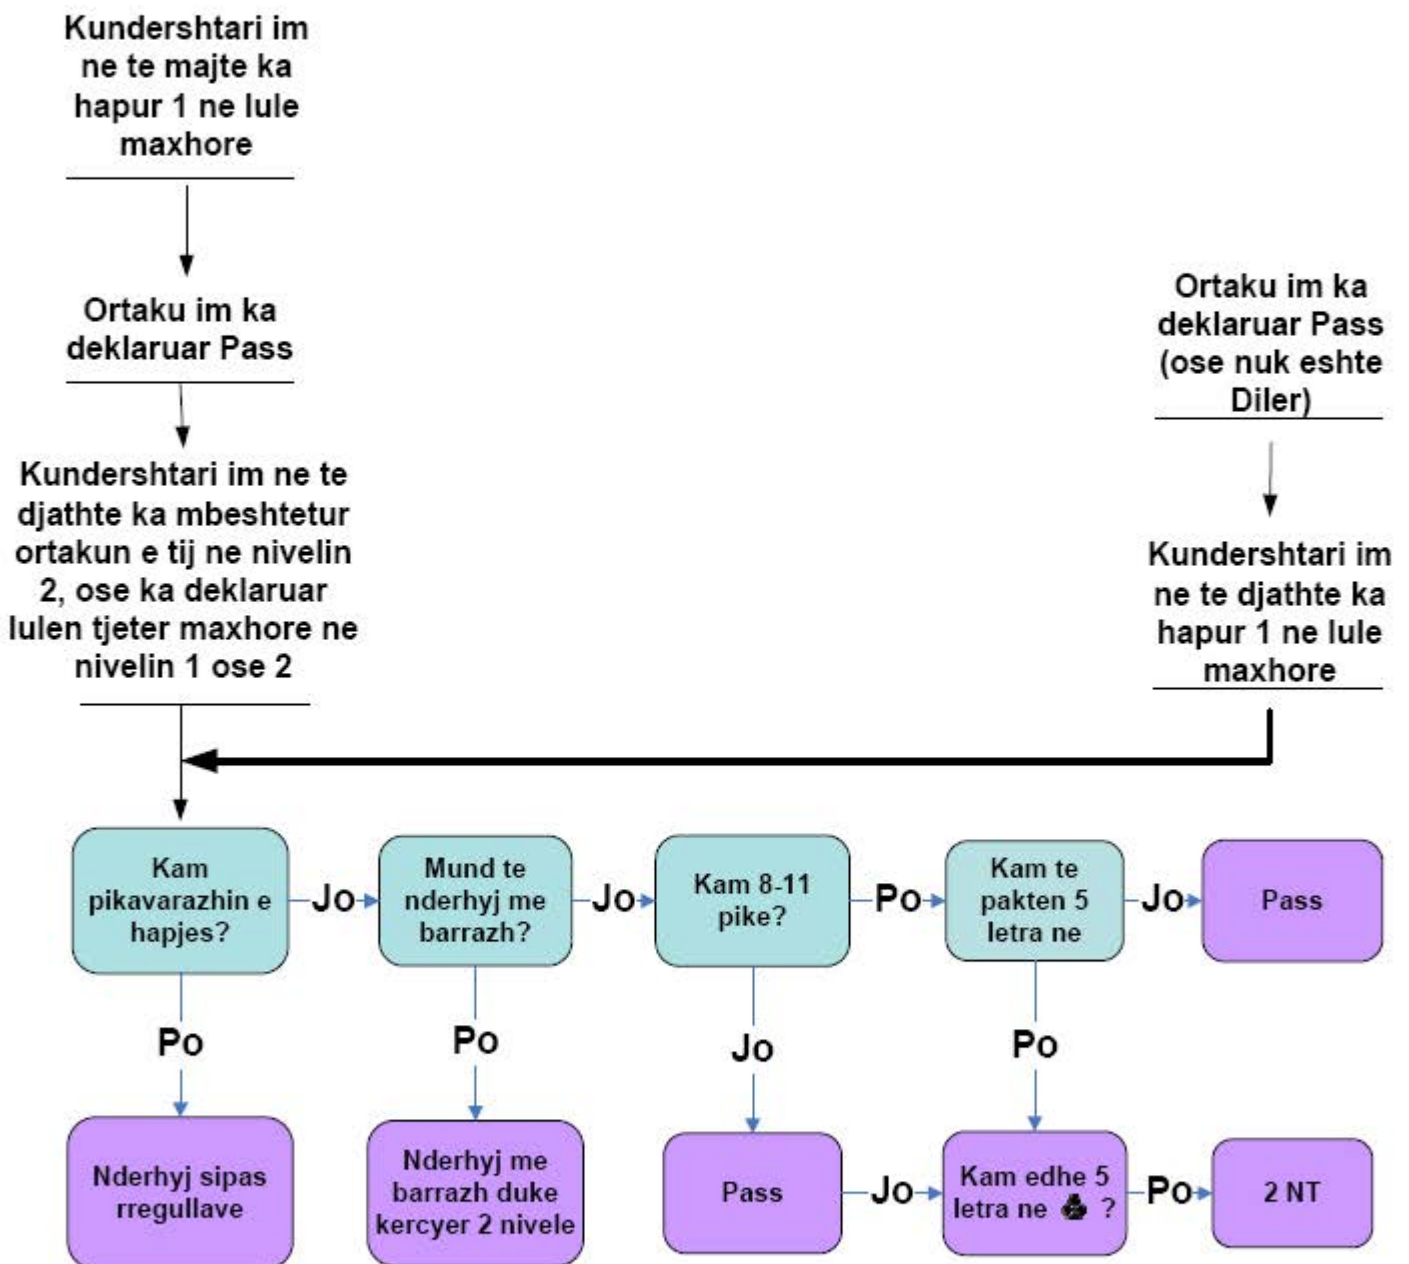 Kundershtari im
ne te majte ka
hapur 1 ne lule
maxhore
Ortaku im ka
deklaruar Pass
Kundershtari im ne te
djathte ka mbeshtetur
ortakun e tij ne nivelin
2, ose ka deklaruar
lulen tjeter maxhore ne
nivelin 1 ose 2
Ortaku im ka
deklaruar Pass
(ose nuk eshte
Diler)
Kundershtari im
ne te djathte ka
hapur 1 ne lule
maxhore
Kam
pikavarazhin e
hapjes?
Jo
Mund te
nderhyj me
barrazh?
Jo
Kam 8-11
pike?
Po
Kam te
pakten 5
letra ne
Jo
Pass
Po
Po
Jo
Po
Nderhyj sipas
rregullave
Nderhyj me
barrazh duke
kercyer 2 nivele
Pass
Jo
Kam edhe 5
letra ne ♣ ?
Po
2 NT